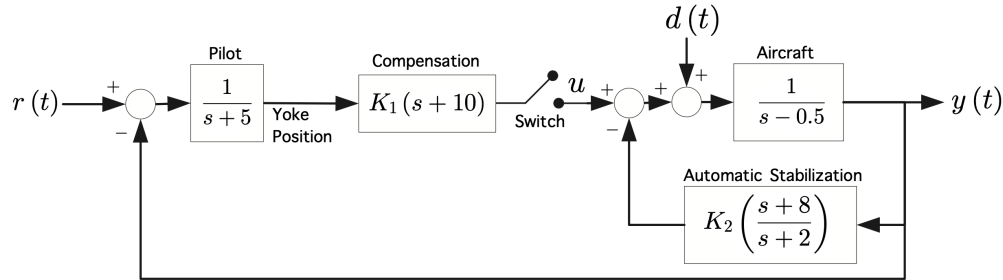 d (t)
Pilot
Compensation
Aircraft
r (t)
+
−
1
s + 5
Yoke
Position
K₁ (s + 10)
Switch
u
+
−
+
+
1
s − 0.5
y (t)
Automatic Stabilization
K₂ ( s + 8
s + 2 )